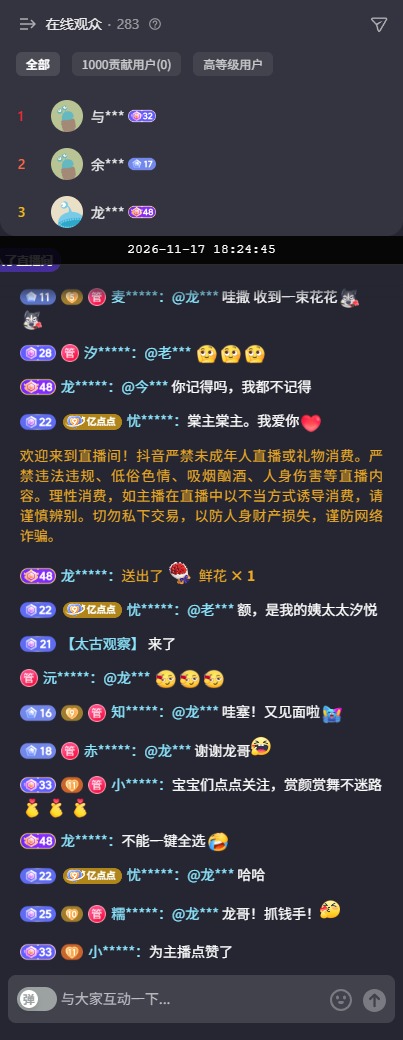 在线观众 · 283
全部 1000贡献用户(0) 高等级用户
1 与*** 32
2 余*** 17
3 龙*** 48
2026-11-17 18:24:45
了直播间
11 6 管 麦*****：@龙*** 哇撒 收到一束花花
28 管 汐*****：@老***
48 龙*****：@今*** 你记得吗，我都不记得
22 亿点点 忧*****：棠主棠主。我爱你
欢迎来到直播间！抖音严禁未成年人直播或礼物消费。严
禁违法违规、低俗色情、吸烟酗酒、人身伤害等直播内
容。理性消费，如主播在直播中以不当方式诱导消费，请
谨慎辨别。切勿私下交易，以防人身财产损失，谨防网络
诈骗。
48 龙*****：送出了 鲜花 × 1
22 亿点点 忧*****：@老*** 额，是我的姨太太汐悦
21 【太古观察】 来了
管 沅*****：@龙***
16 9 管 知*****：@龙*** 哇塞！又见面啦
18 管 赤*****：@龙*** 谢谢龙哥
33 11 管 小*****：宝宝们点点关注，赏颜赏舞不迷路
48 龙*****：不能一键全选
22 亿点点 忧*****：@龙*** 哈哈
25 10 管 糯*****：@龙*** 龙哥！抓钱手！
33 11 小*****：为主播点赞了
弹 与大家互动一下...